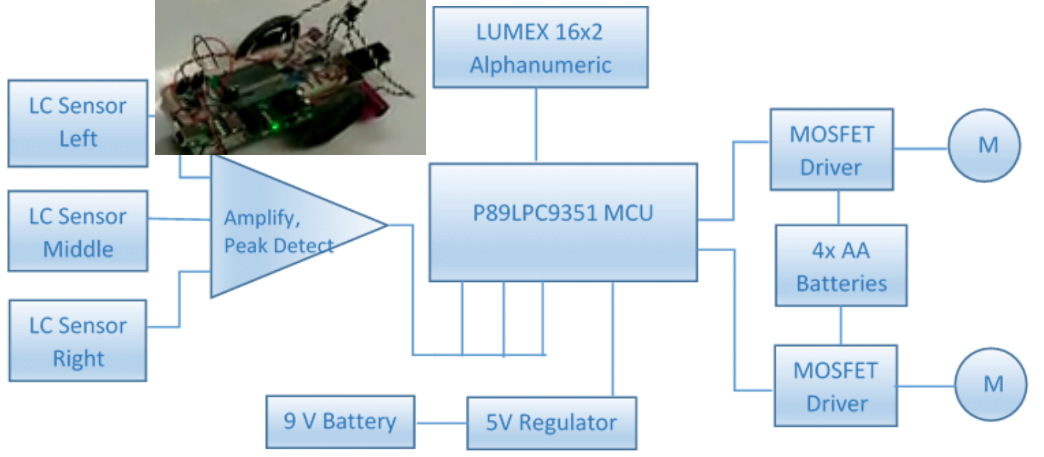 LUMEX 16x2
Alphanumeric
LC Sensor
Left
MOSFET
Driver
M
P89LPC9351 MCU
LC Sensor
Middle
Amplify,
Peak Detect
4x AA
Batteries
LC Sensor
Right
MOSFET
Driver
M
9 V Battery
5V Regulator